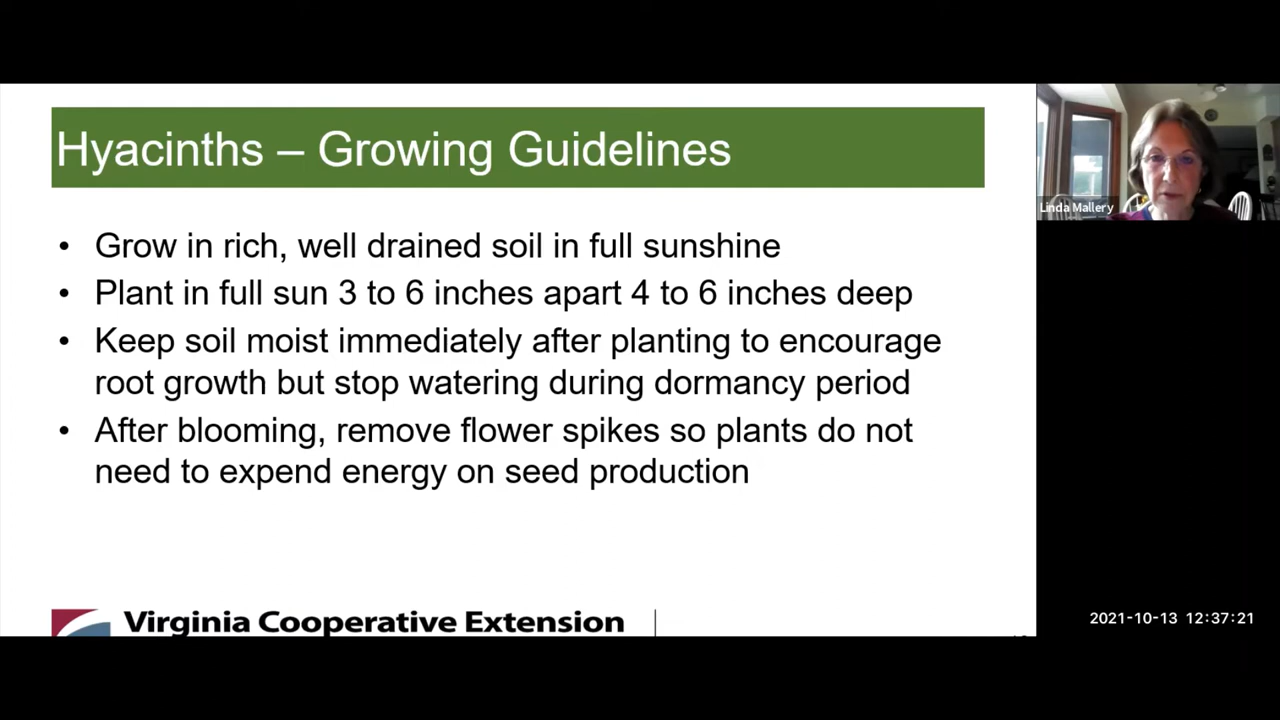 Hyacinths – Growing Guidelines
• Grow in rich, well drained soil in full sunshine
• Plant in full sun 3 to 6 inches apart 4 to 6 inches deep
• Keep soil moist immediately after planting to encourage
root growth but stop watering during dormancy period
• After blooming, remove flower spikes so plants do not
need to expend energy on seed production
Virginia Cooperative Extension
Linda Mallery
2021-10-13 12:37:21